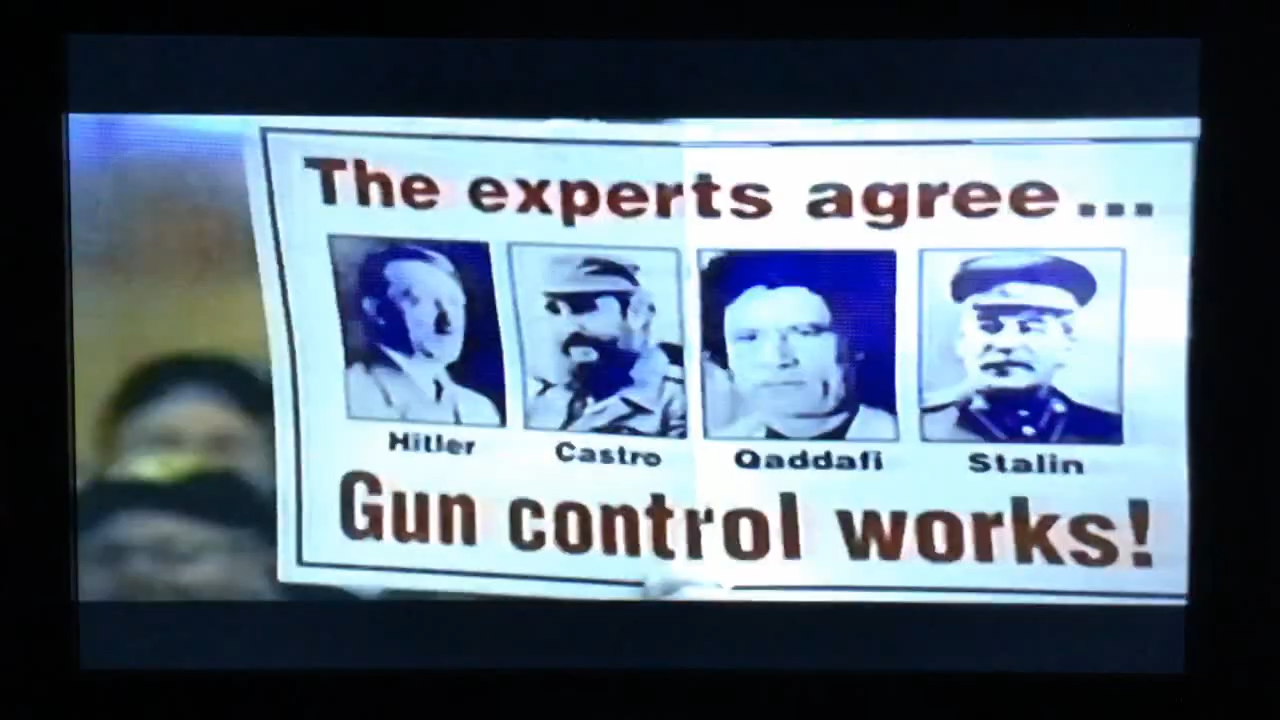 The experts agree...
Hitler Castro Qaddafi Stalin
Gun control works!